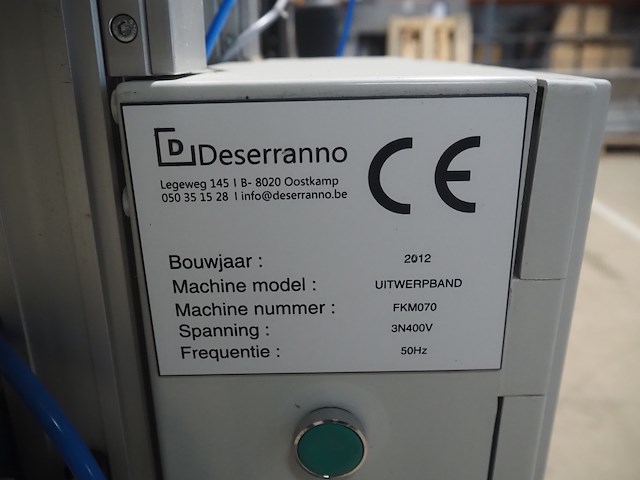 D Deserranno
Legeweg 145 | B- 8020 Oostkamp
050 35 15 28 | info@deserranno.be
CE
Bouwjaar : 2012
Machine model : UITWERPBAND
Machine nummer : FKM070
Spanning : 3N400V
Frequentie : 50Hz